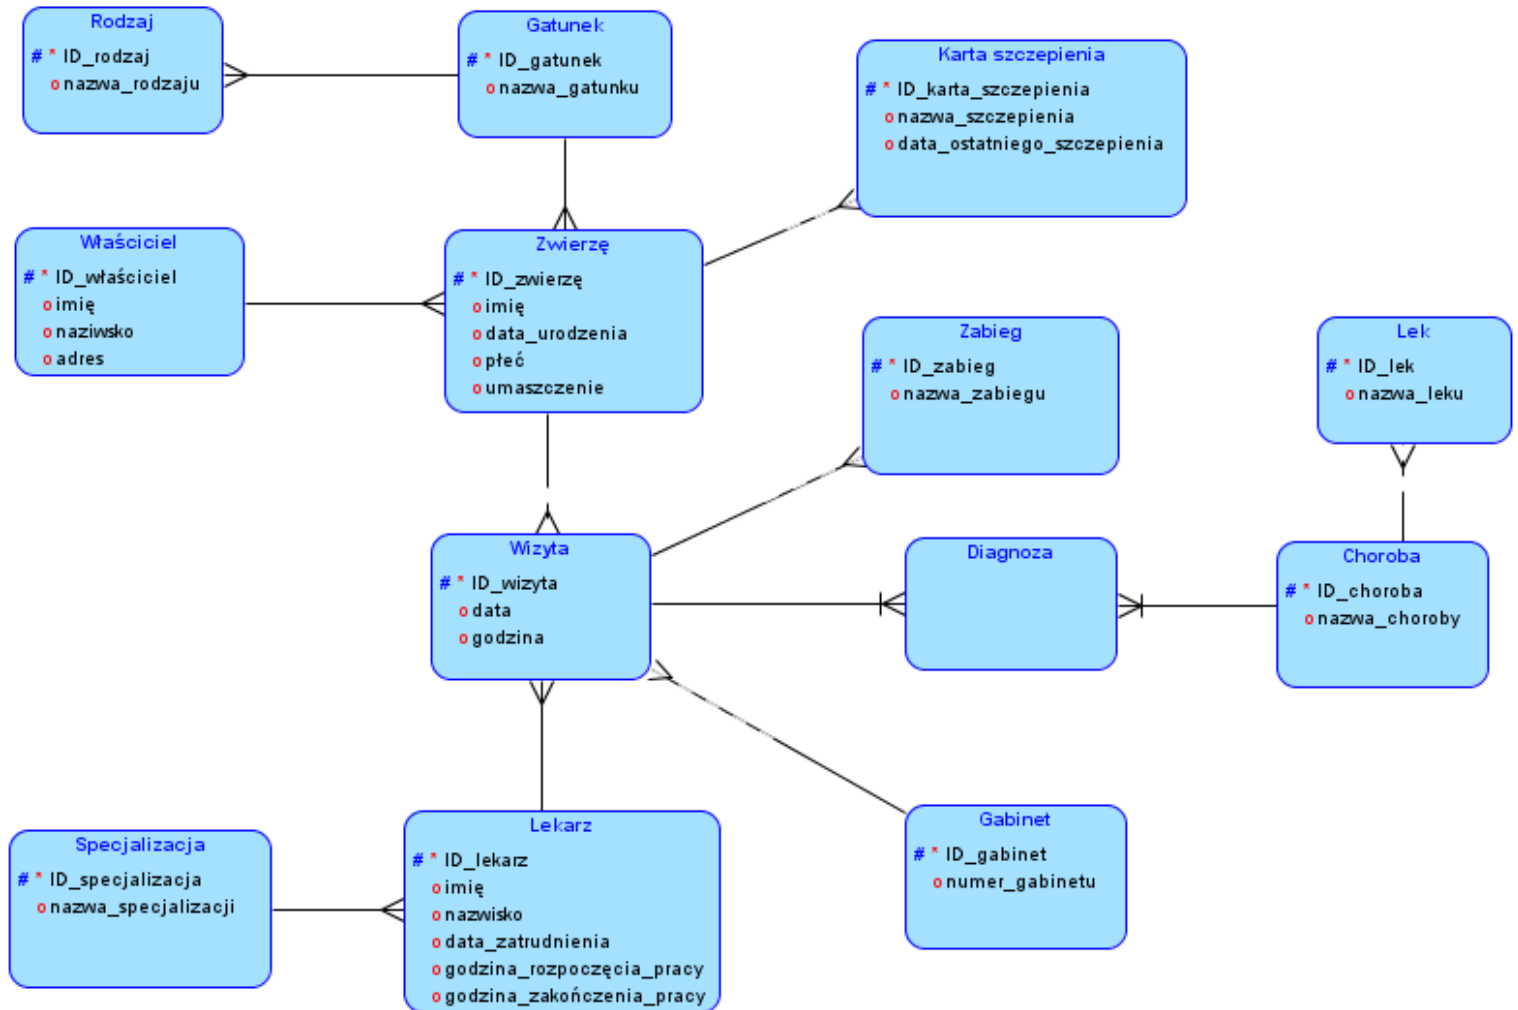 Rodzaj
# * ID_rodzaj
o nazwa_rodzaju
Gatunek
# * ID_gatunek
o nazwa_gatunku
Karta szczepienia
# * ID_karta_szczepienia
o nazwa_szczepienia
o data_ostatniego_szczepienia
Właściciel
# * ID_właściciel
o imię
o naziwsko
o adres
Zwierzę
# * ID_zwierzę
o imię
o data_urodzenia
o płeć
o umaszczenie
Zabieg
# * ID_zabieg
o nazwa_zabiegu
Lek
# * ID_lek
o nazwa_leku
Wizyta
# * ID_wizyta
o data
o godzina
Diagnoza
Choroba
# * ID_choroba
o nazwa_choroby
Specjalizacja
# * ID_specjalizacja
o nazwa_specjalizacji
Lekarz
# * ID_lekarz
o imię
o nazwisko
o data_zatrudnienia
o godzina_rozpoczęcia_pracy
o godzina_zakończenia_pracy
Gabinet
# * ID_gabinet
o numer_gabinetu